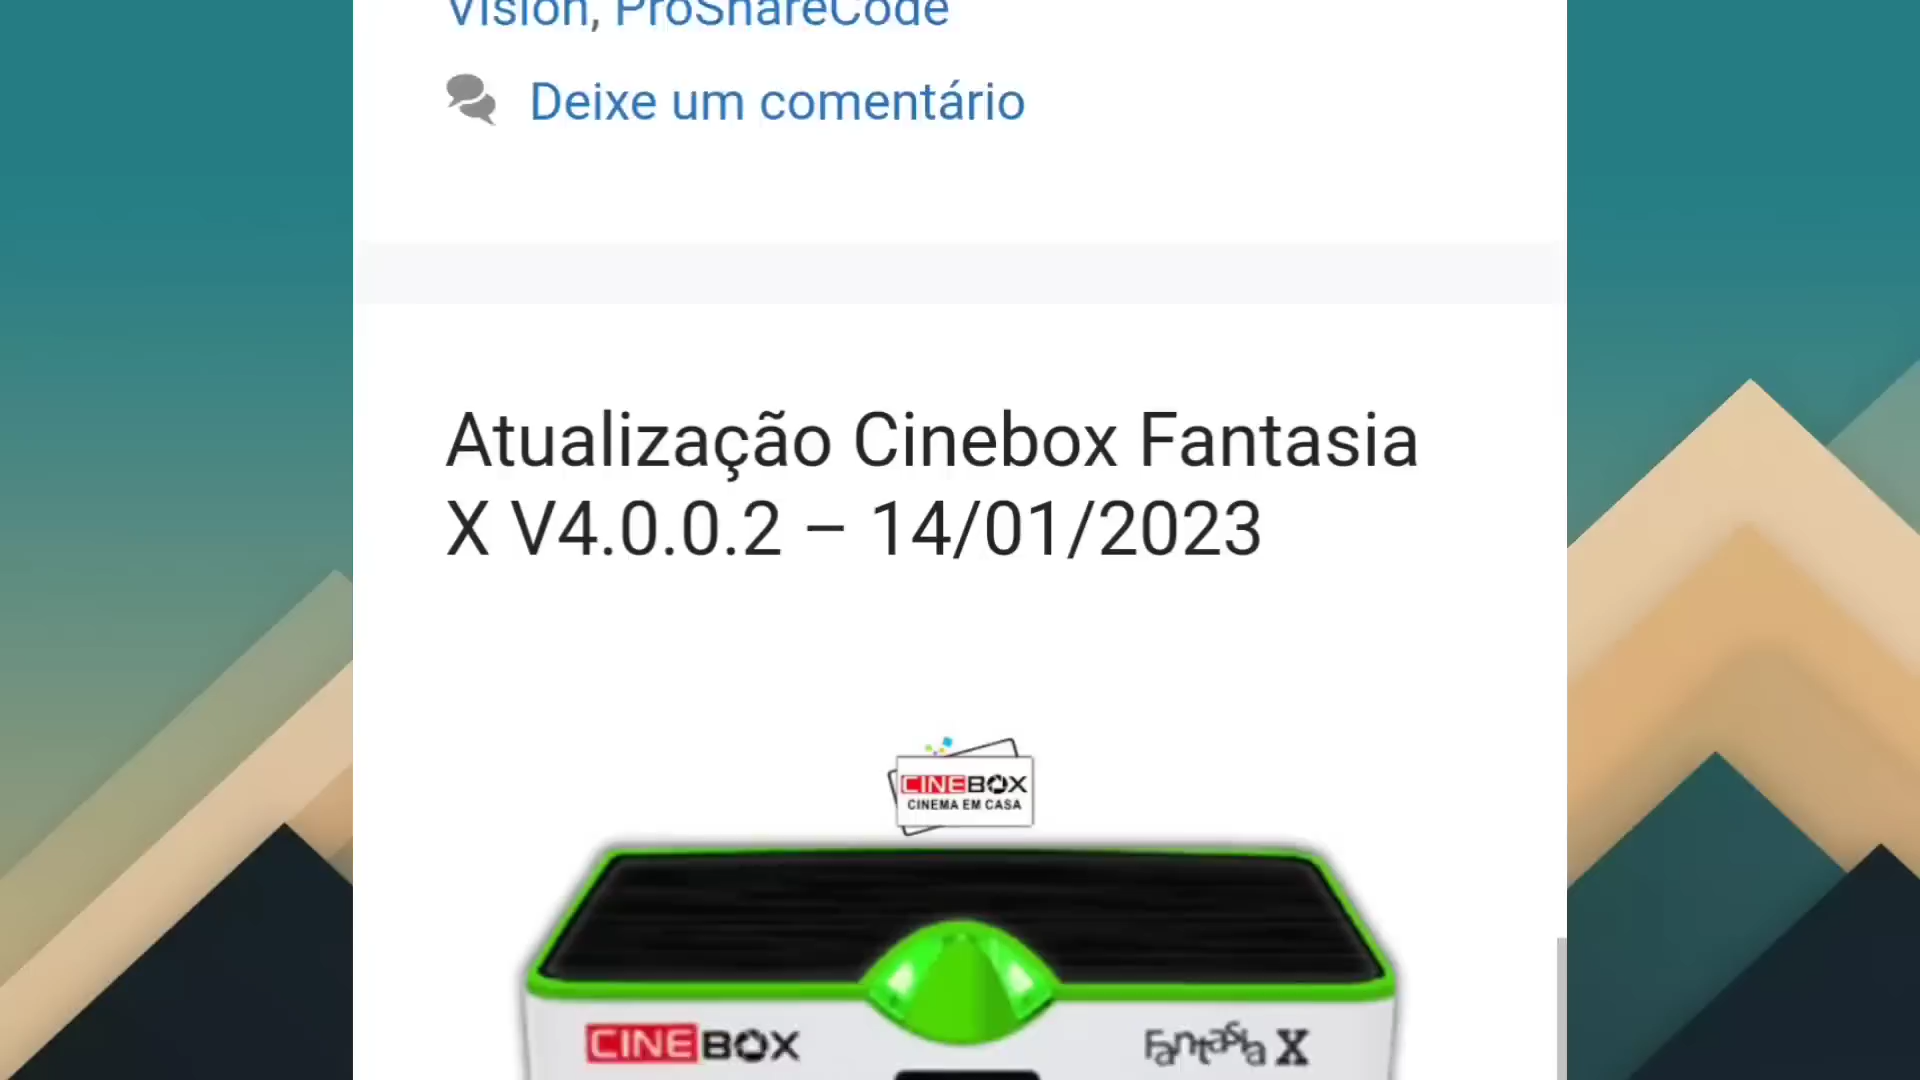 Vision, ProShareCode
Deixe um comentário
Atualização Cinebox Fantasia
X V4.0.0.2 – 14/01/2023
CINEBOX
CINEMA EM CASA
CINEBOX
Fantasia X